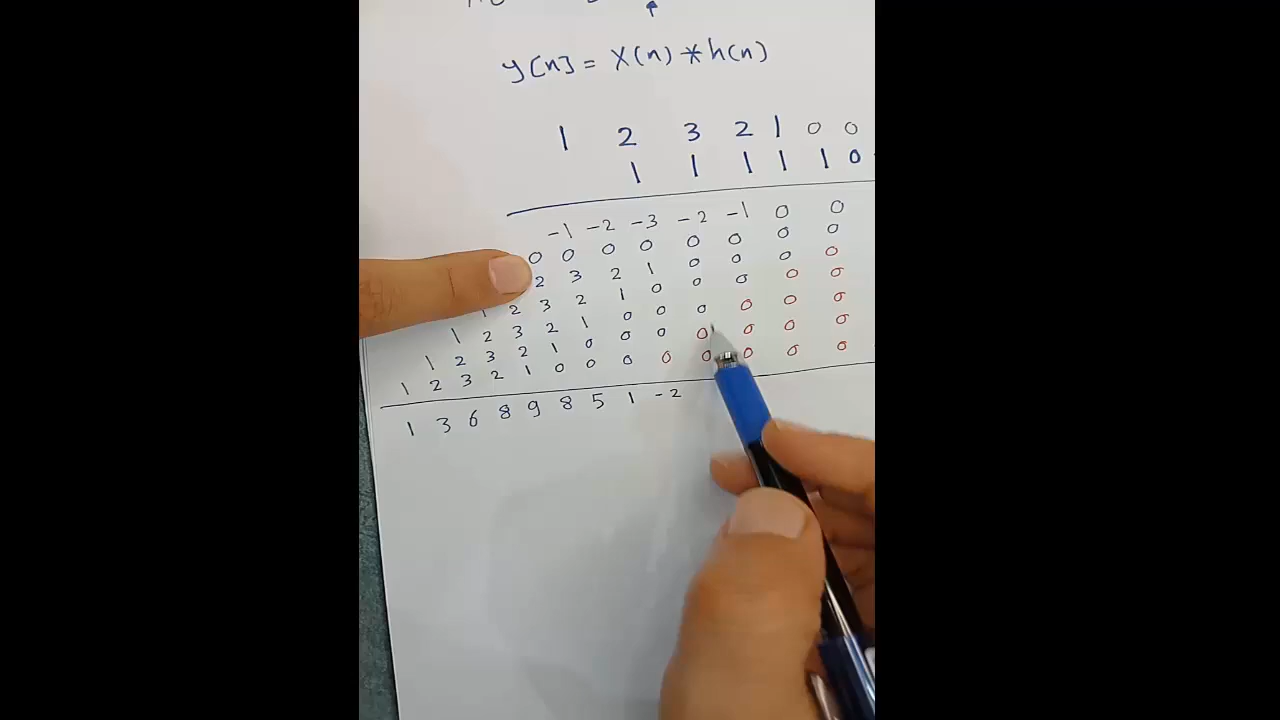 y[n] = X(n) * h(n)
1 2 3 2 1 0 0
1 1 1 1 1 0
-1 -2 -3 -2 -1 0 0
0 0 0 0 0 0 0 0
2 3 2 1 0 0 0 0
1 2 3 2 1 0 0 0 0 0
1 2 3 2 1 0 0 0 0 0 0
1 2 3 2 1 0 0 0 0 0 0 0
1 2 3 2 1 0 0 0 0 0 0 0 0
1 3 6 8 9 8 5 1 -2